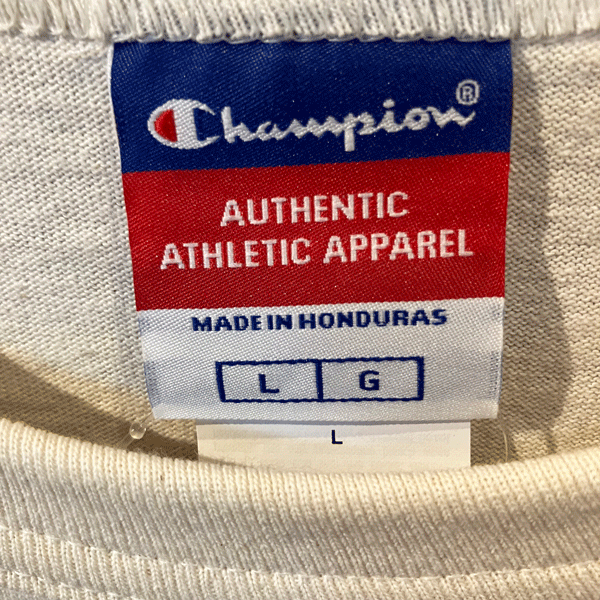 Champion®
AUTHENTIC
ATHLETIC APPAREL
MADE IN HONDURAS
L G
L